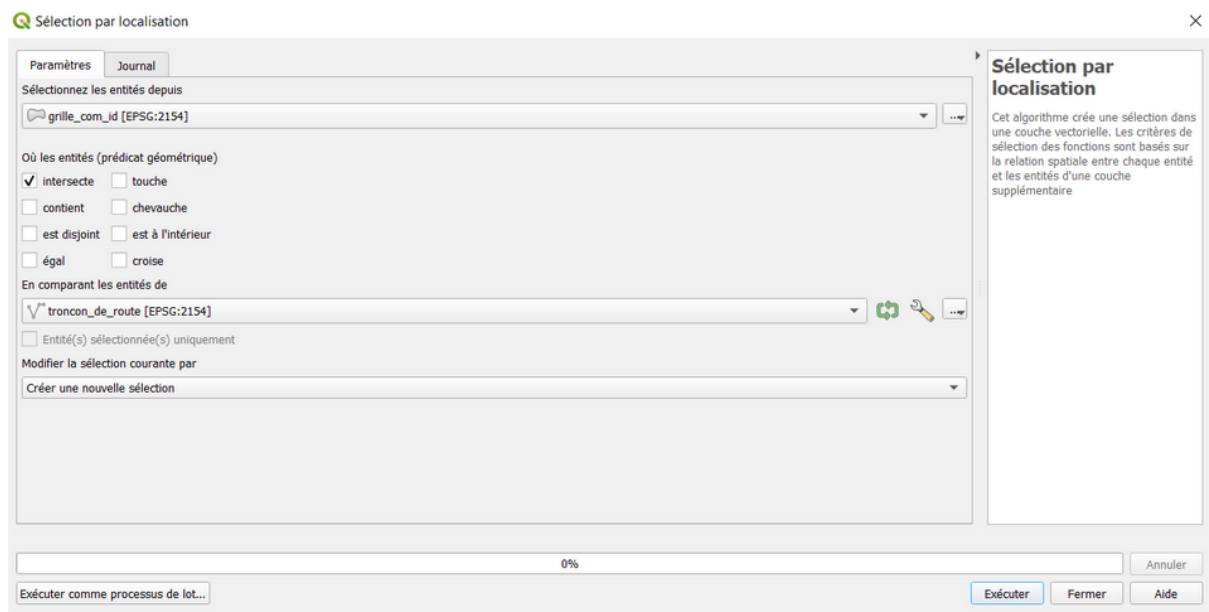 Sélection par localisation
Paramètres
Journal
Sélectionnez les entités depuis
grille_com_id [EPSG:2154]
...
Où les entités (prédicat géométrique)
intersecte
touche
contient
chevauche
est disjoint
est à l'intérieur
égal
croise
En comparant les entités de
troncon_de_route [EPSG:2154]
...
Entité(s) sélectionnée(s) uniquement
Modifier la sélection courante par
Créer une nouvelle sélection
Sélection par
localisation
Cet algorithme crée une sélection dans
une couche vectorielle. Les critères de
sélection des fonctions sont basés sur
la relation spatiale entre chaque entité
et les entités d'une couche
supplémentaire
0%
Annuler
Exécuter comme processus de lot...
Exécuter
Fermer
Aide